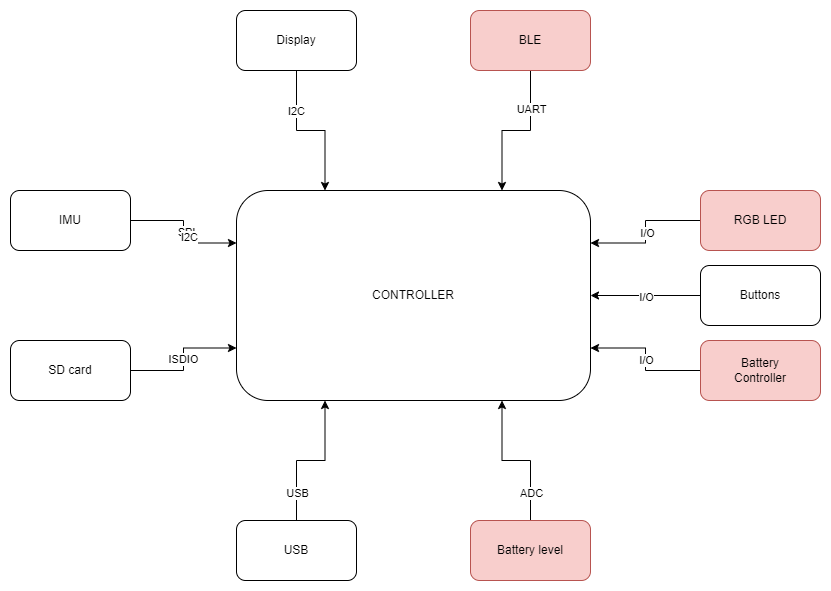 Display
BLE
I2C
UART
IMU
SPI
I2C
RGB LED
I/O
CONTROLLER
Buttons
I/O
SD card
ISDIO
Battery
Controller
I/O
USB
ADC
USB
Battery level